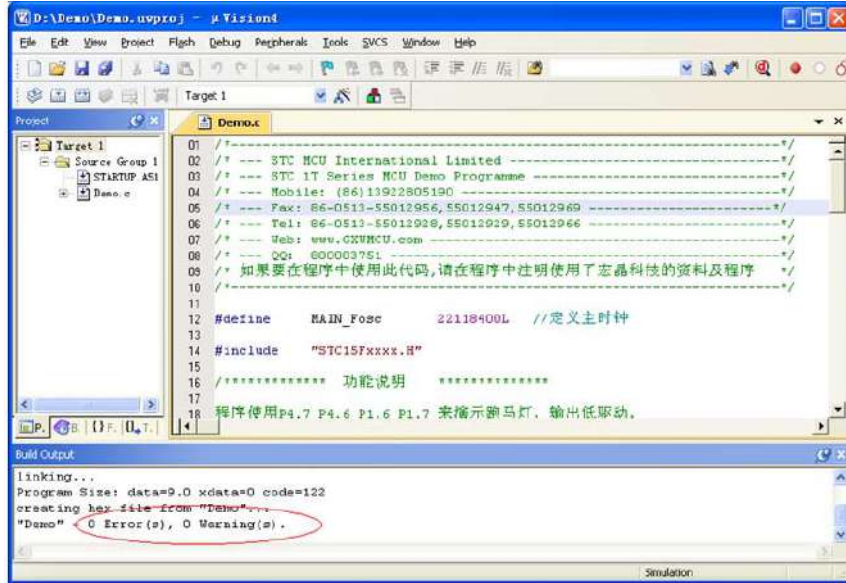 D:\Demo\Demo.uvproj - µVision4
File Edit View Project Flash Debug Peripherals Tools SVCS Window Help
Target 1
Project
Demo.c
Target 1
Source Group 1
STARTUP.A51
Demo.c
01 /*---------------------------------------------------------------------*/
02 /* --- STC MCU International Limited ----------------------------------*/
03 /* --- STC 1T Series MCU Demo Programme -------------------------------*/
04 /* --- Mobile: (86)13922805190 ----------------------------------------*/
05 /* --- Fax: 86-0513-55012956,55012947,55012969 ------------------------*/
06 /* --- Tel: 86-0513-55012928,55012929,55012966 ------------------------*/
07 /* --- Web: www.GXWMCU.com --------------------------------------------*/
08 /* --- QQ: 800003751 -------------------------------------------------*/
09 /* 如果要在程序中使用此代码,请在程序中注明使用了宏晶科技的资料及程序 */
10 /*---------------------------------------------------------------------*/
11
12 #define MAIN_Fosc 22118400L //定义主时钟
13
14 #include "STC15Fxxxx.H"
15
16 /************* 功能说明 **************
17
18 程序使用P4.7 P4.6 P1.6 P1.7 来演示跑马灯，输出低驱动。
P. B. {} F. T.
Build Output
linking...
Program Size: data=9.0 xdata=0 code=122
creating hex file from "Demo"...
"Demo" - 0 Error(s), 0 Warning(s).
Simulation